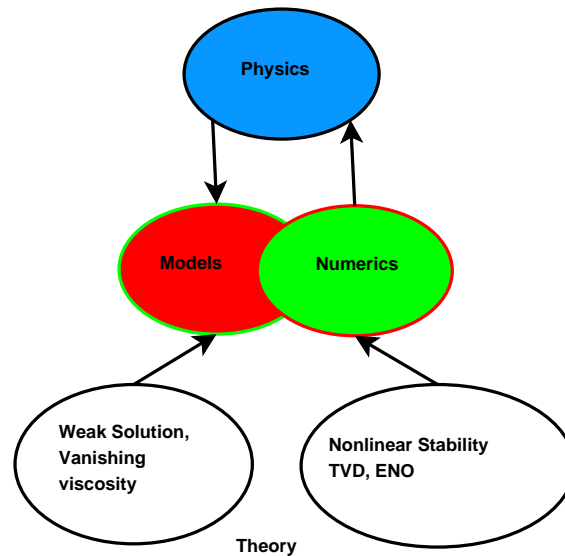 Physics
Models
Numerics
Weak Solution,
Vanishing
viscosity
Nonlinear Stability
TVD, ENO
Theory